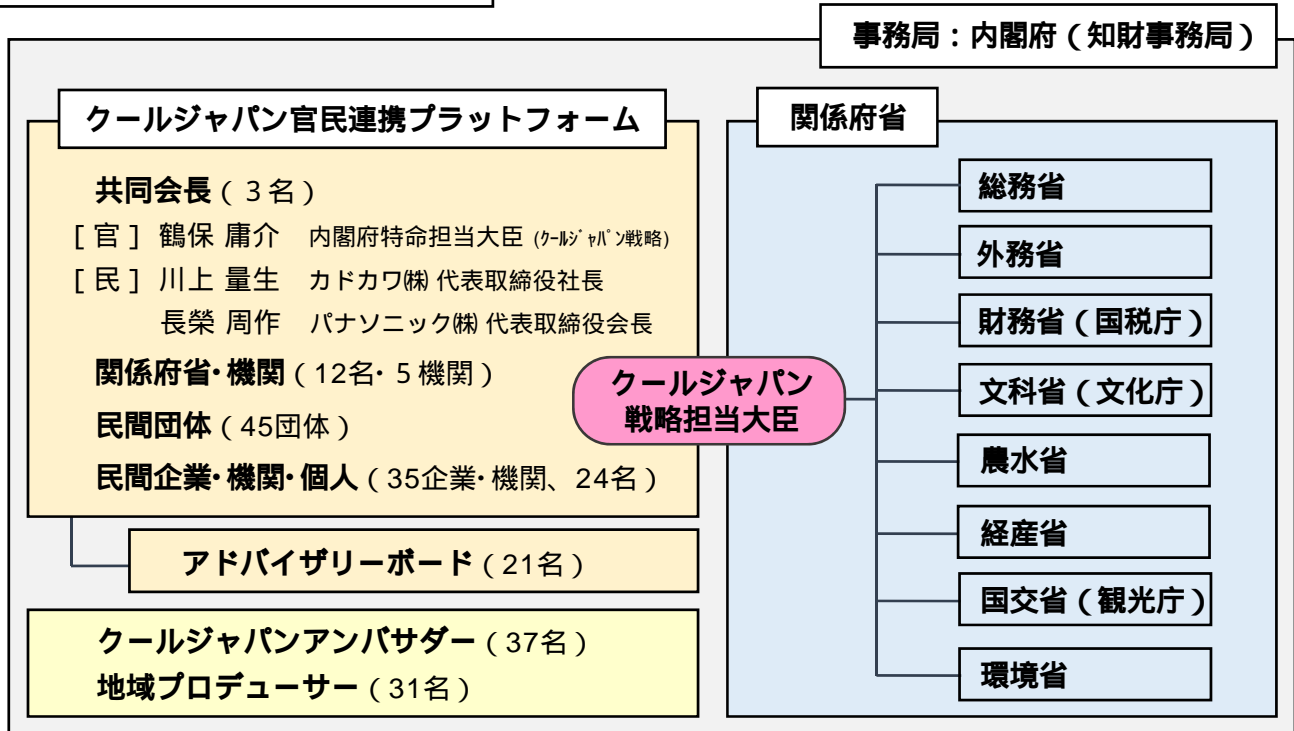 事務局：内閣府（知財事務局）
クールジャパン官民連携プラットフォーム
共同会長（３名）
[官] 鶴保 庸介 内閣府特命担当大臣 (ｸｰﾙｼﾞｬﾊﾟﾝ戦略)
[民] 川上 量生 カドカワ㈱ 代表取締役社長
長榮 周作 パナソニック㈱ 代表取締役会長
関係府省・機関（12名・５機関）
民間団体（45団体）
民間企業・機関・個人（35企業・機関、24名）
アドバイザリーボード（21名）
クールジャパンアンバサダー（37名）
地域プロデューサー（31名）
クールジャパン
戦略担当大臣
関係府省
総務省
外務省
財務省（国税庁）
文科省（文化庁）
農水省
経産省
国交省（観光庁）
環境省